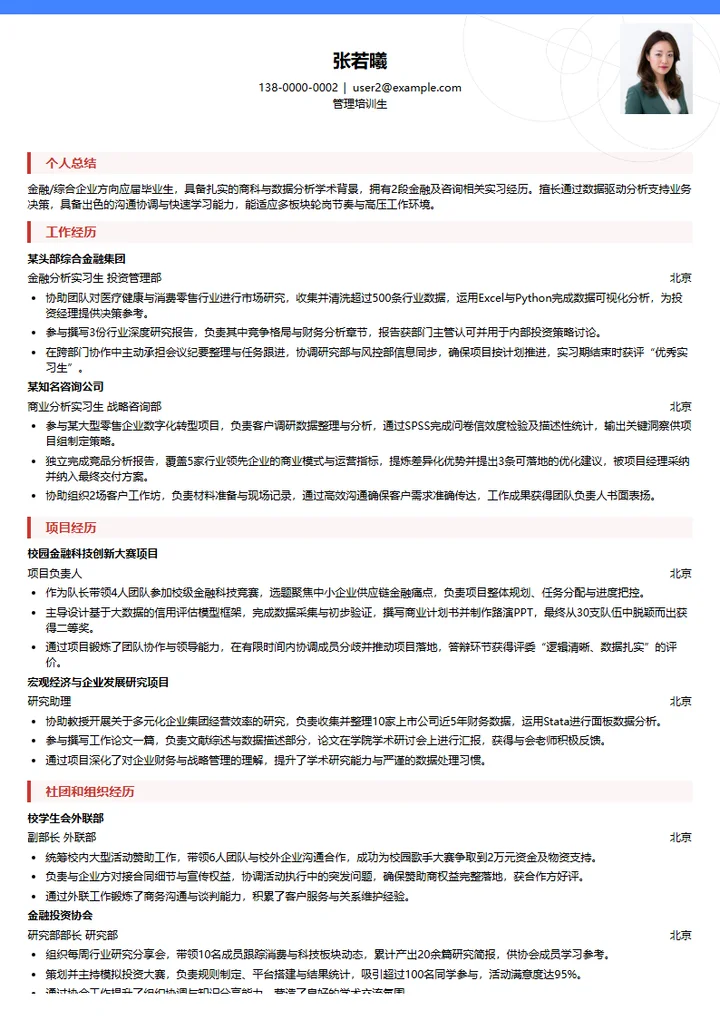 张若曦
138-0000-0002 | user2@example.com
管理培训生
个人总结
金融/综合企业方向应届毕业生，具备扎实的商科与数据分析学术背景，拥有2段金融及咨询相关实习经历。擅长通过数据驱动分析支持业务
决策，具备出色的沟通协调与快速学习能力，能适应多板块轮岗节奏与高压工作环境。
工作经历
某头部综合金融集团
金融分析实习生 投资管理部 北京
• 协助团队对医疗健康与消费零售行业进行市场研究，收集并清洗超过500条行业数据，运用Excel与Python完成数据可视化分析，为投
资经理提供决策参考。
• 参与撰写3份行业深度研究报告，负责其中竞争格局与财务分析章节，报告获部门主管认可并用于内部投资策略讨论。
• 在跨部门协作中主动承担会议纪要整理与任务跟进，协调研究部与风控部信息同步，确保项目按计划推进，实习期结束时获评“优秀实
习生”。
某知名咨询公司
商业分析实习生 战略咨询部 北京
• 参与某大型零售企业数字化转型项目，负责客户调研数据整理与分析，通过SPSS完成问卷信效度检验及描述性统计，输出关键洞察供项
目组制定策略。
• 独立完成竞品分析报告，覆盖5家行业领先企业的商业模式与运营指标，提炼差异化优势并提出3条可落地的优化建议，被项目经理采纳
并纳入最终交付方案。
• 协助组织2场客户工作坊，负责材料准备与现场记录，通过高效沟通确保客户需求准确传达，工作成果获得团队负责人书面表扬。
项目经历
校园金融科技创新大赛项目
项目负责人 北京
• 作为队长带领4人团队参加校级金融科技竞赛，选题聚焦中小企业供应链金融痛点，负责项目整体规划、任务分配与进度把控。
• 主导设计基于大数据的信用评估模型框架，完成数据采集与初步验证，撰写商业计划书并制作路演PPT，最终从30支队伍中脱颖而出获
得二等奖。
• 通过项目锻炼了团队协作与领导能力，在有限时间内协调成员分歧并推动项目落地，答辩环节获得评委“逻辑清晰、数据扎实”的评
价。
宏观经济与企业发展研究项目
研究助理 北京
• 协助教授开展关于多元化企业集团经营效率的研究，负责收集并整理10家上市公司近5年财务数据，运用Stata进行面板数据分析。
• 参与撰写工作论文一篇，负责文献综述与数据描述部分，论文在学院学术研讨会上进行汇报，获得与会老师积极反馈。
• 通过项目深化了对企业财务与战略管理的理解，提升了学术研究能力与严谨的数据处理习惯。
社团和组织经历
校学生会外联部
副部长 外联部 北京
• 统筹校内大型活动赞助工作，带领6人团队与校外企业沟通合作，成功为校园歌手大赛争取到2万元资金及物资支持。
• 负责与企业方对接合同细节与宣传权益，协调活动执行中的突发问题，确保赞助商权益完整落地，获合作方好评。
• 通过外联工作锻炼了商务沟通与谈判能力，积累了客户服务与关系维护经验。
金融投资协会
研究部部长 研究部 北京
• 组织每周行业研究分享会，带领10名成员跟踪消费与科技板块动态，累计产出20余篇研究简报，供协会成员学习参考。
• 策划并主持模拟投资大赛，负责规则制定、平台搭建与结果统计，吸引超过100名同学参与，活动满意度达95%。
• 通过协会工作提升了组织协调与知识分享能力，营造了良好的学术交流氛围。